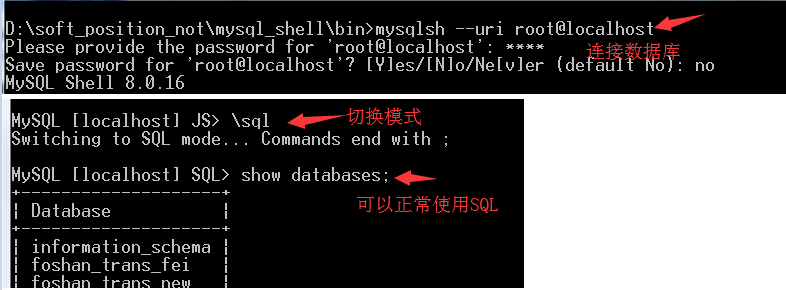 D:\soft_position_not\mysql_shell\bin>mysqlsh --uri root@localhost
Please provide the password for 'root@localhost': ****
连接数据库
Save password for 'root@localhost'? [Y]es/[N]o/Ne[v]er (default No): no
MySQL Shell 8.0.16
MySQL [localhost] JS> \sql
切换模式
Switching to SQL mode... Commands end with ;
MySQL [localhost] SQL> show databases;
+--------------------+
| Database |
可以正常使用SQL
+--------------------+
| information_schema |
| foshan_trans_fei |
| foshan_trans_new |